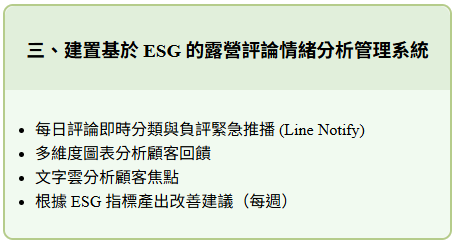 三、建置基於 ESG 的露營評論情緒分析管理系統
• 每日評論即時分類與負評緊急推播 (Line Notify)
• 多維度圖表分析顧客回饋
• 文字雲分析顧客焦點
• 根據 ESG 指標產出改善建議（每週）